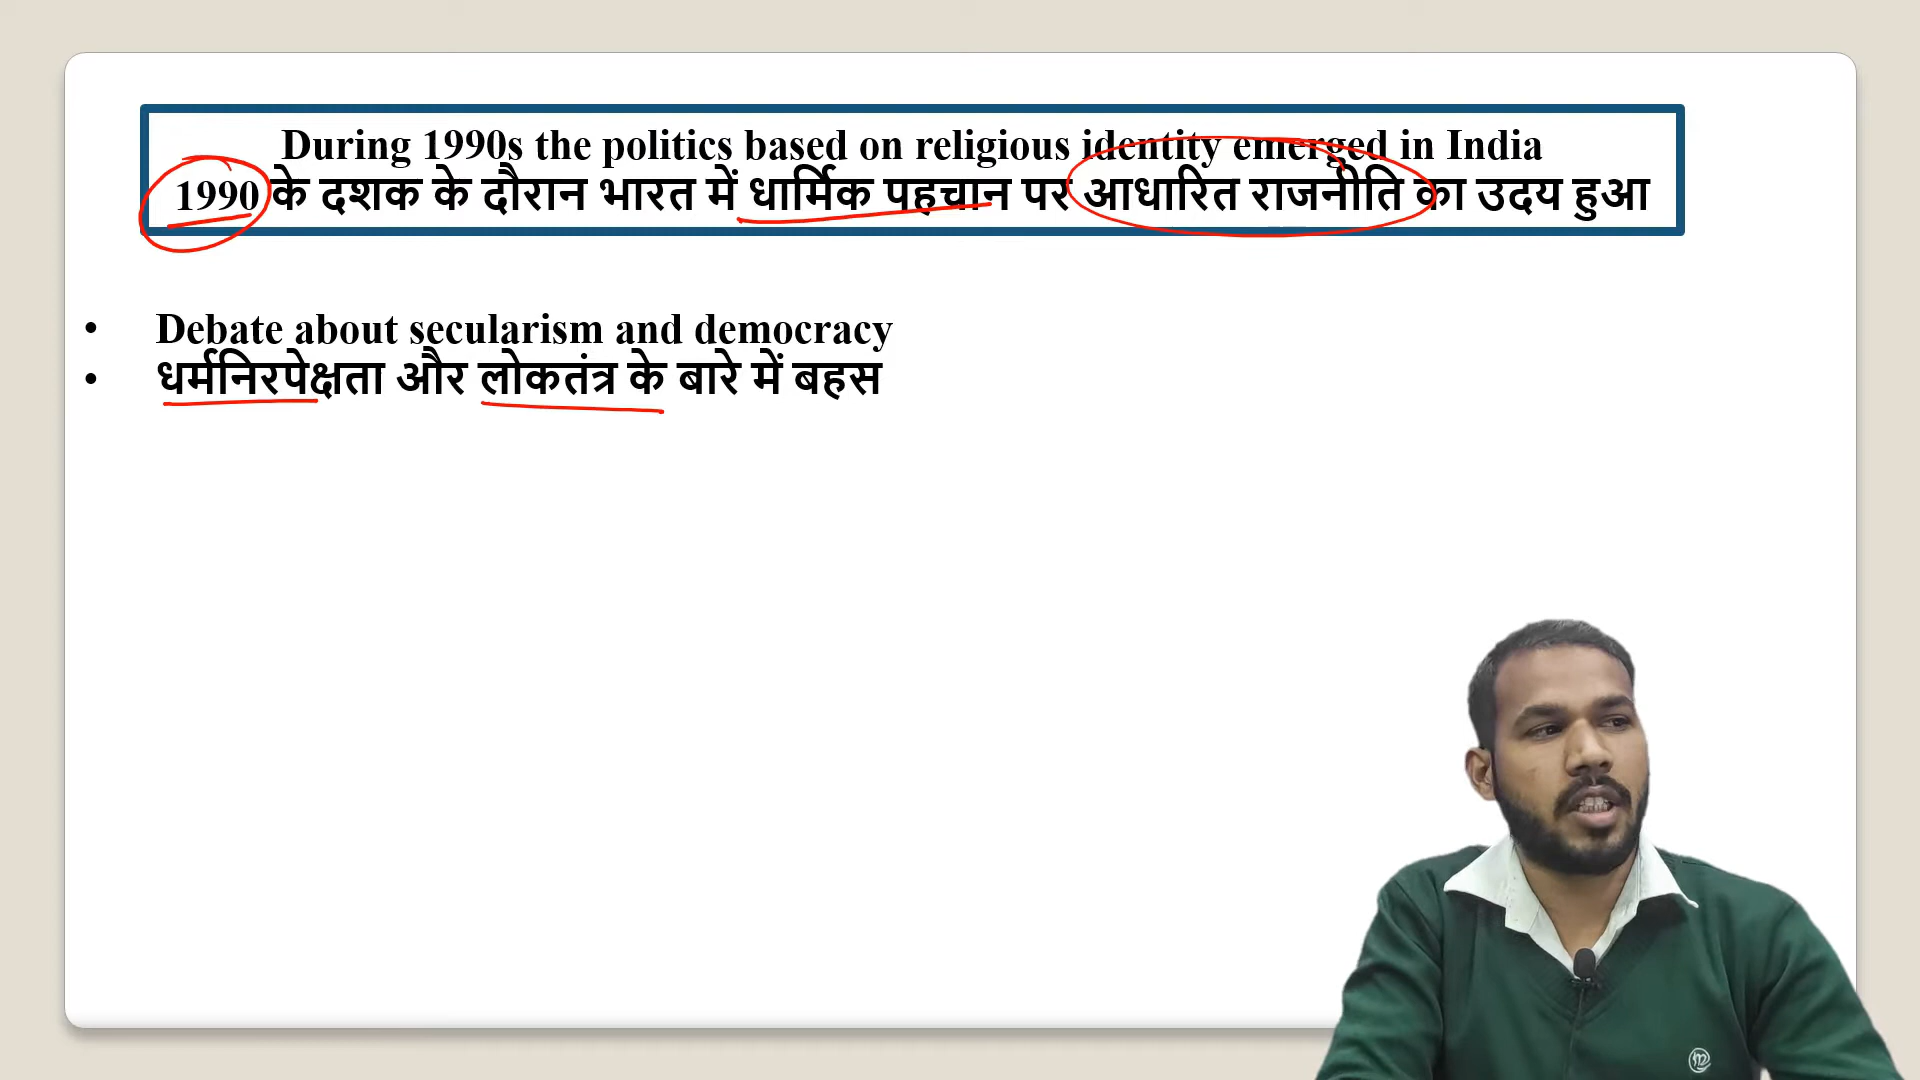 During 1990s the politics based on religious identity emerged in India
1990 के दशक के दौरान भारत में धार्मिक पहचान पर आधारित राजनीति का उदय हुआ
• Debate about secularism and democracy
• धर्मनिरपेक्षता और लोकतंत्र के बारे में बहस